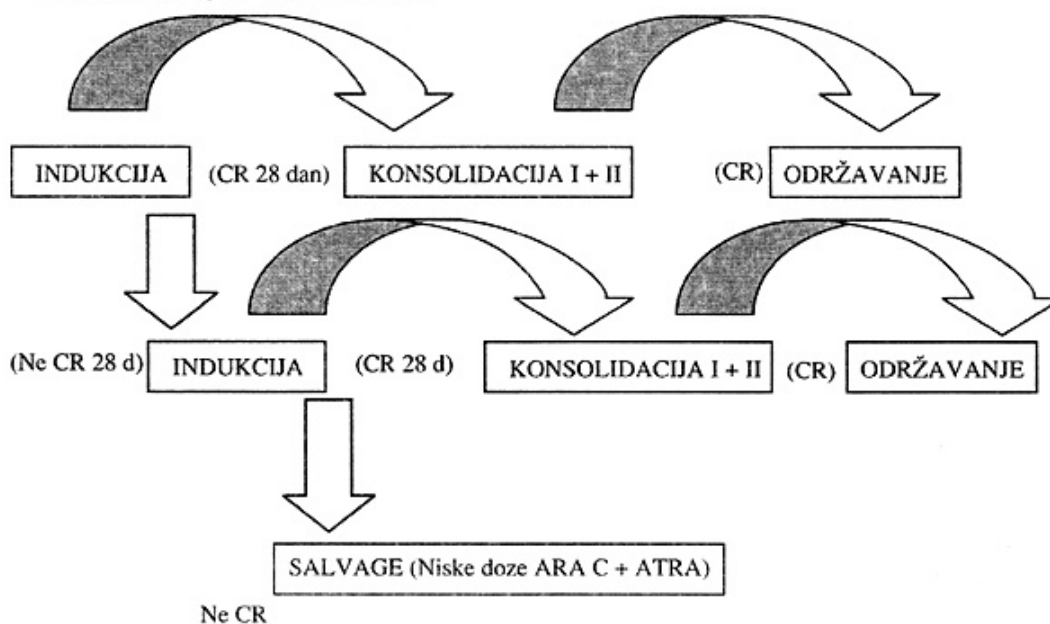 INDUKCIJA (CR 28 dan) KONSOLIDACIJA I + II (CR) ODRŽAVANJE
(Ne CR 28 d) INDUKCIJA (CR 28 d) KONSOLIDACIJA I + II (CR) ODRŽAVANJE
SALVAGE (Niske doze ARA C + ATRA)
Ne CR